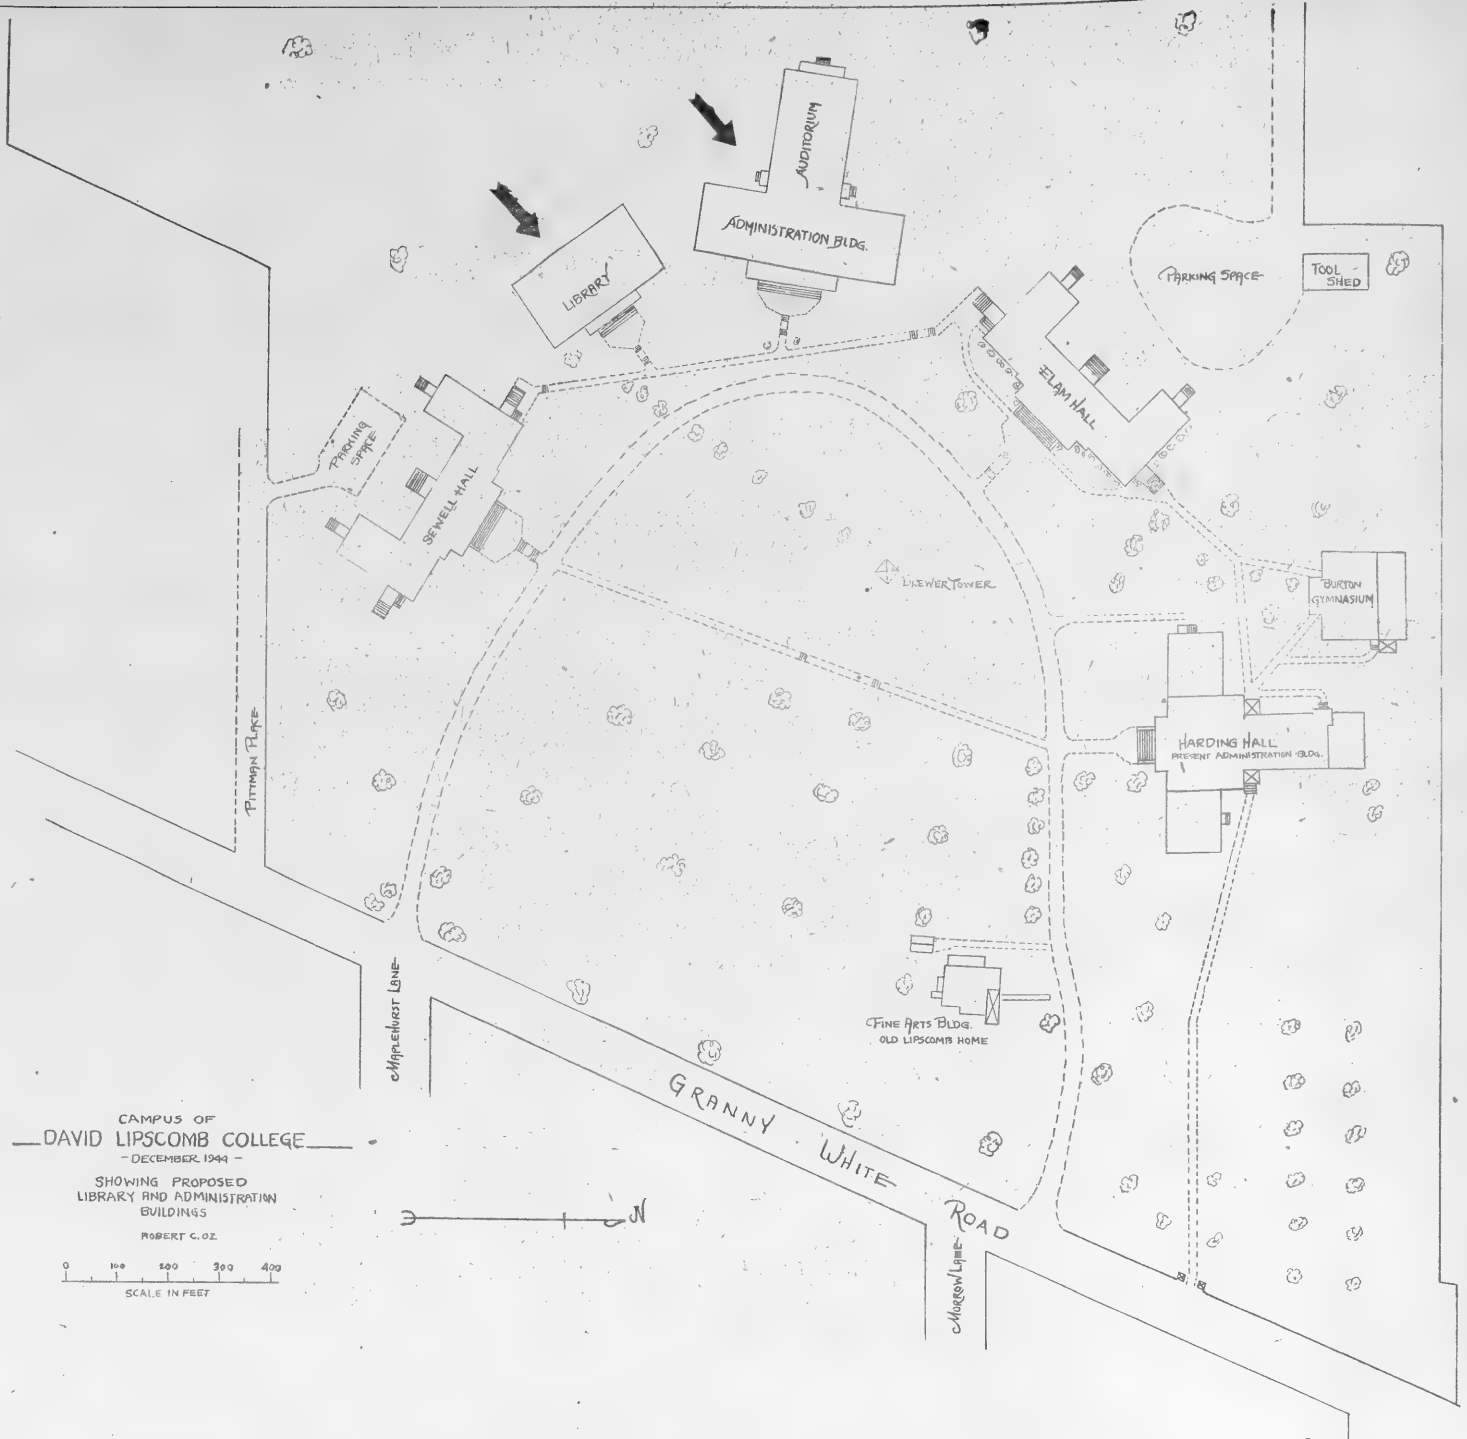 AUDITORIUM
ADMINISTRATION BLDG.
LIBRARY
PARKING SPACE
TOOL
SHED
ELAM HALL
PARKING
SPACE
SEWELL HALL
BREWER TOWER
BURTON
GYMNASIUM
HARDING HALL
PRESENT ADMINISTRATION BLDG.
PITTMAN PLACE
FINE ARTS BLDG.
OLD LIPSCOMB HOME
MAPLEHURST LANE
GRANNY WHITE ROAD
MORROW LANE
N
CAMPUS OF
DAVID LIPSCOMB COLLEGE
- DECEMBER 1944 -
SHOWING PROPOSED
LIBRARY AND ADMINISTRATION
BUILDINGS
ROBERT C. OZ
0 100 200 300 400
SCALE IN FEET